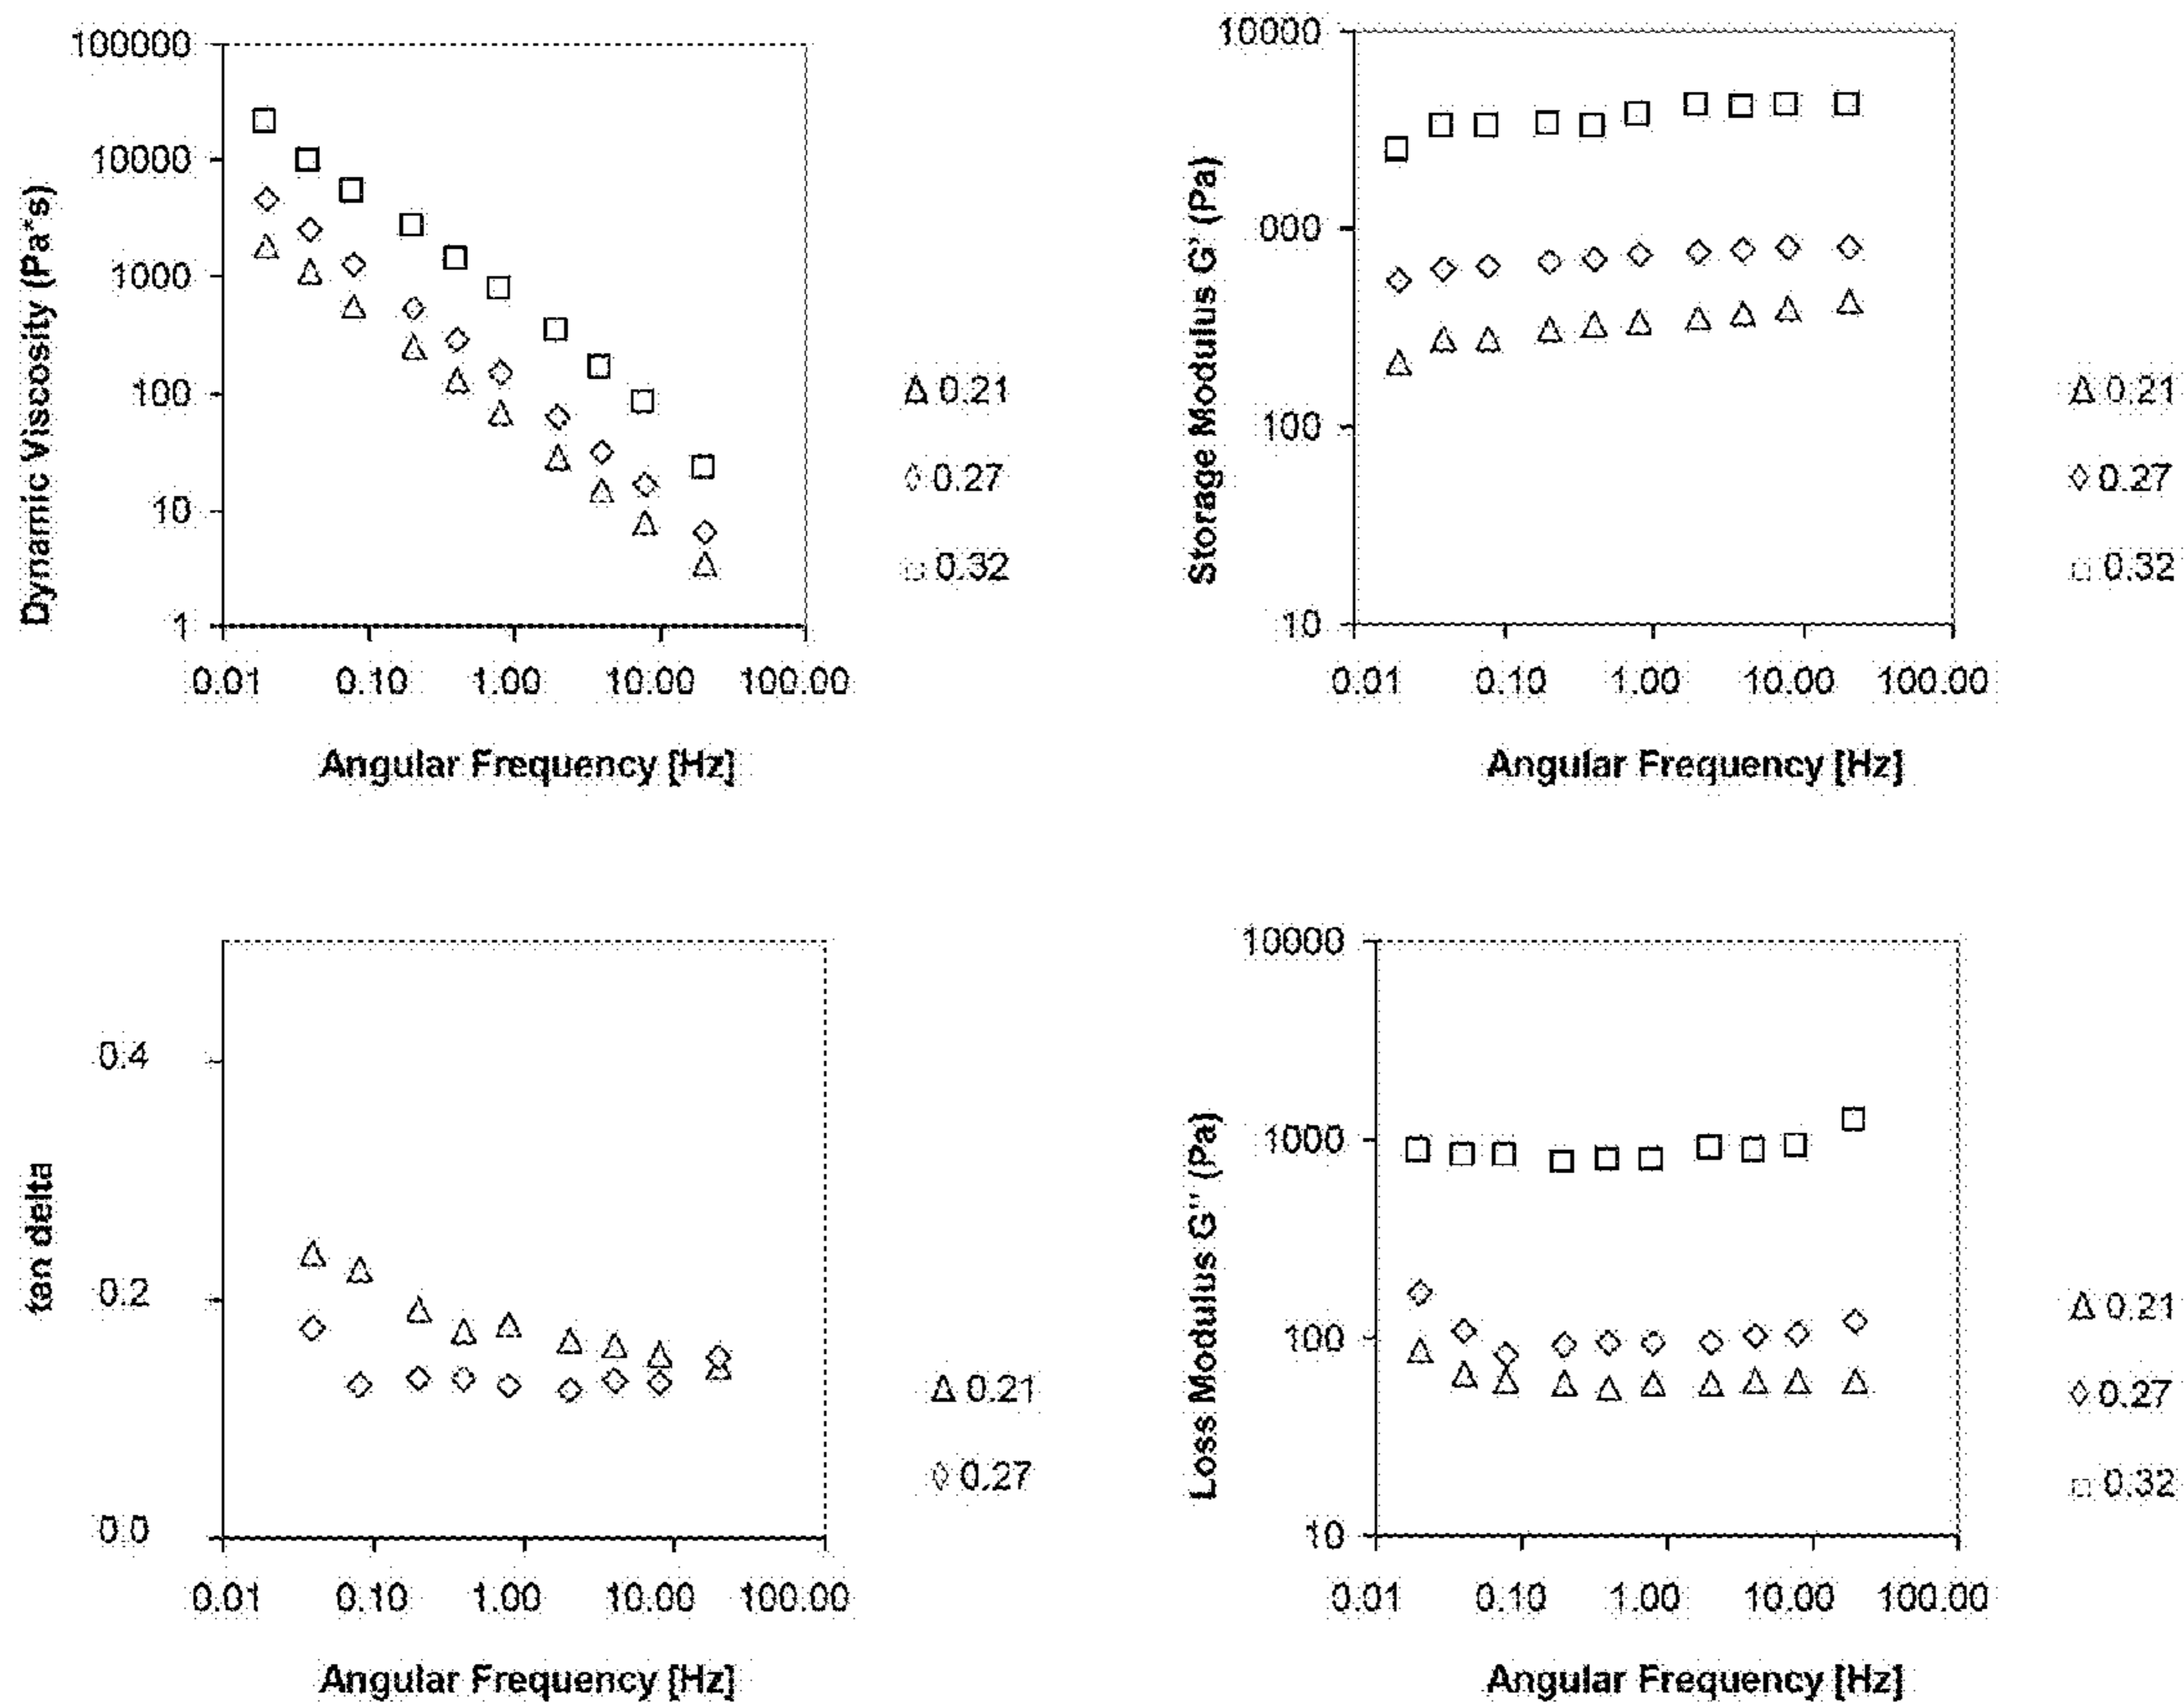 100000
10000
1000
100
10
1
Dynamic Viscosity (Pa*s)
0.01 0.10 1.00 10.00 100.00
Angular Frequency [Hz]
0.21
0.27
0.32
10000
000
100
10
Storage Modulus G' (Pa)
0.01 0.10 1.00 10.00 100.00
Angular Frequency [Hz]
0.21
0.27
0.32
0.4
0.2
0.0
tan delta
0.01 0.10 1.00 10.00 100.00
Angular Frequency [Hz]
0.21
0.27
10000
1000
100
10
Loss Modulus G'' (Pa)
0.01 0.10 1.00 10.00 100.00
Angular Frequency [Hz]
0.21
0.27
0.32